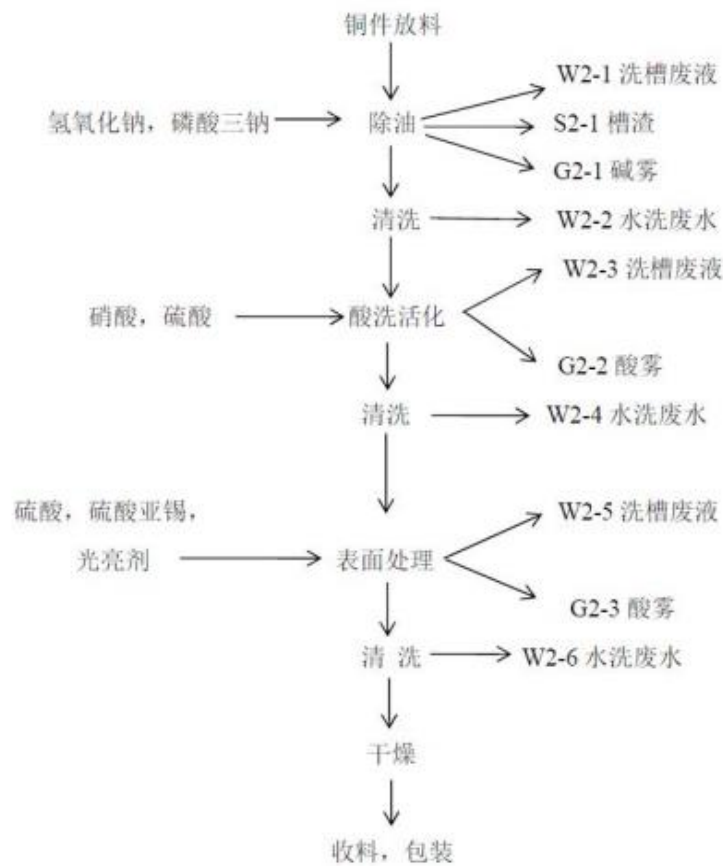 铜件放料
W2-1 洗槽废液
氢氧化钠，磷酸三钠
除油
S2-1 槽渣
G2-1 碱雾
清洗
W2-2 水洗废水
W2-3 洗槽废液
硝酸，硫酸
酸洗活化
G2-2 酸雾
清洗
W2-4 水洗废水
硫酸，硫酸亚锡，
光亮剂
W2-5 洗槽废液
表面处理
G2-3 酸雾
清 洗
W2-6 水洗废水
干燥
收料，包装